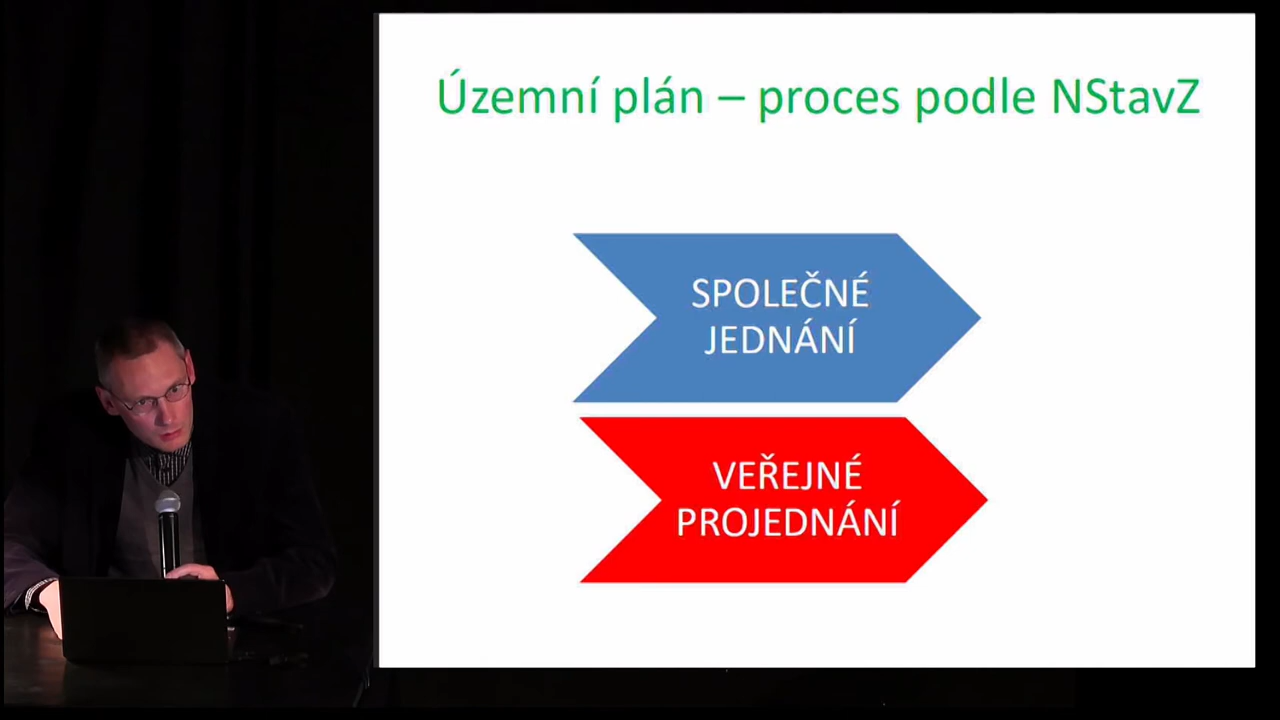 Územní plán – proces podle NStavZ
SPOLEČNÉ
JEDNÁNÍ
VEŘEJNÉ
PROJEDNÁNÍ